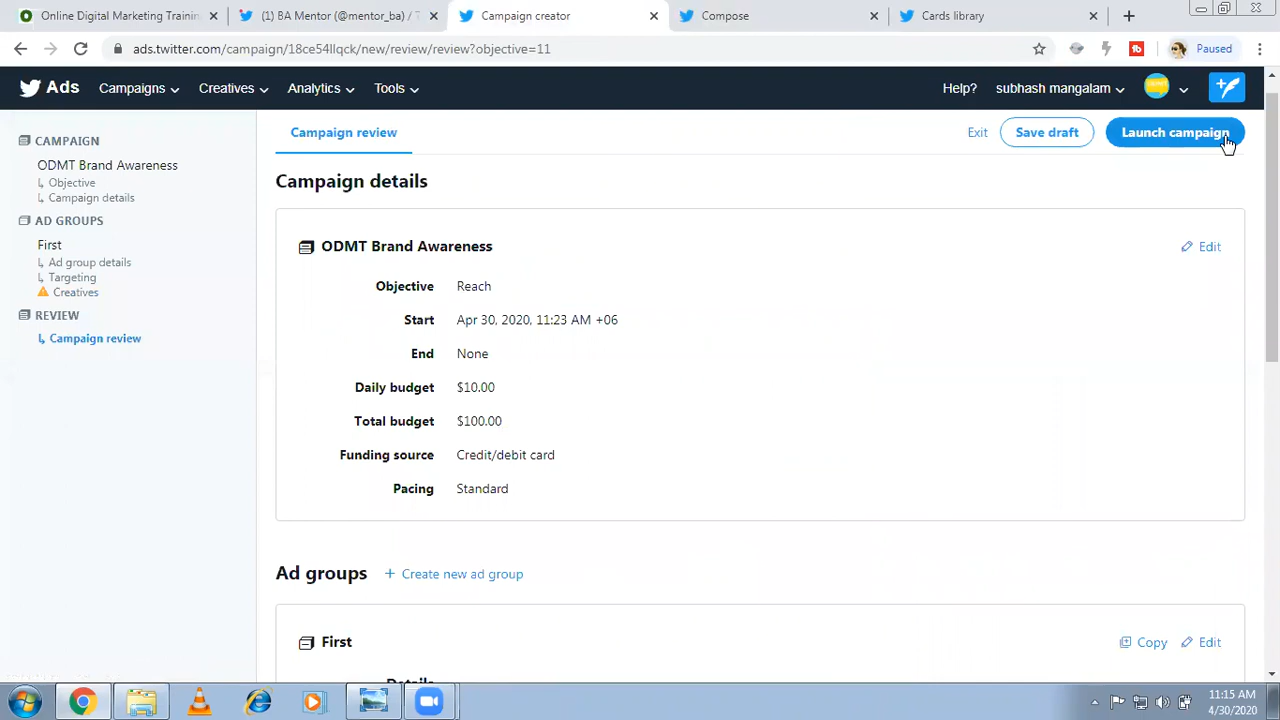 Online Digital Marketing Trainin
(1) BA Mentor (@mentor_ba) / T
Campaign creator
Compose
Cards library
ads.twitter.com/campaign/18ce54llqck/new/review/review?objective=11
Paused
Ads
Campaigns
Creatives
Analytics
Tools
Help?
subhash mangalam
CAMPAIGN
ODMT Brand Awareness
Objective
Campaign details
AD GROUPS
First
Ad group details
Targeting
Creatives
REVIEW
Campaign review
Campaign review
Exit
Save draft
Launch campaign
Campaign details
ODMT Brand Awareness
Edit
Objective Reach
Start Apr 30, 2020, 11:23 AM +06
End None
Daily budget $10.00
Total budget $100.00
Funding source Credit/debit card
Pacing Standard
Ad groups + Create new ad group
First
Copy
Edit
Details
11:15 AM
4/30/2020